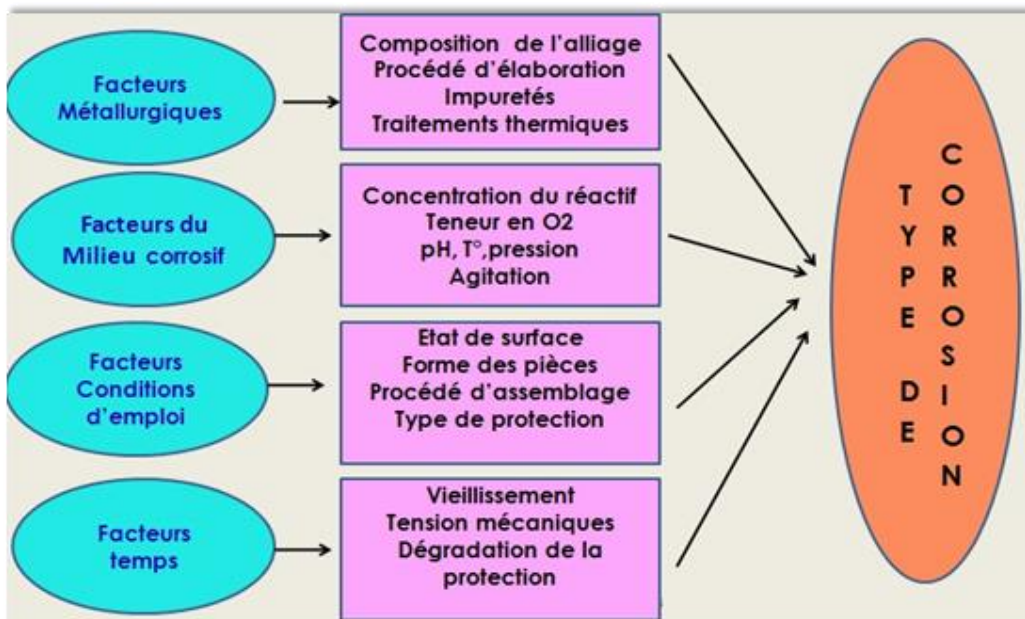 Facteurs
Métallurgiques
Composition de l'alliage
Procédé d'élaboration
Impuretés
Traitements thermiques
Facteurs du
Milieu corrosif
Concentration du réactif
Teneur en O2
pH, T°,pression
Agitation
Facteurs
Conditions
d'emploi
Etat de surface
Forme des pièces
Procédé d'assemblage
Type de protection
Facteurs
temps
Vieillissement
Tension mécaniques
Dégradation de la
protection
TYPE DE
CORROSION